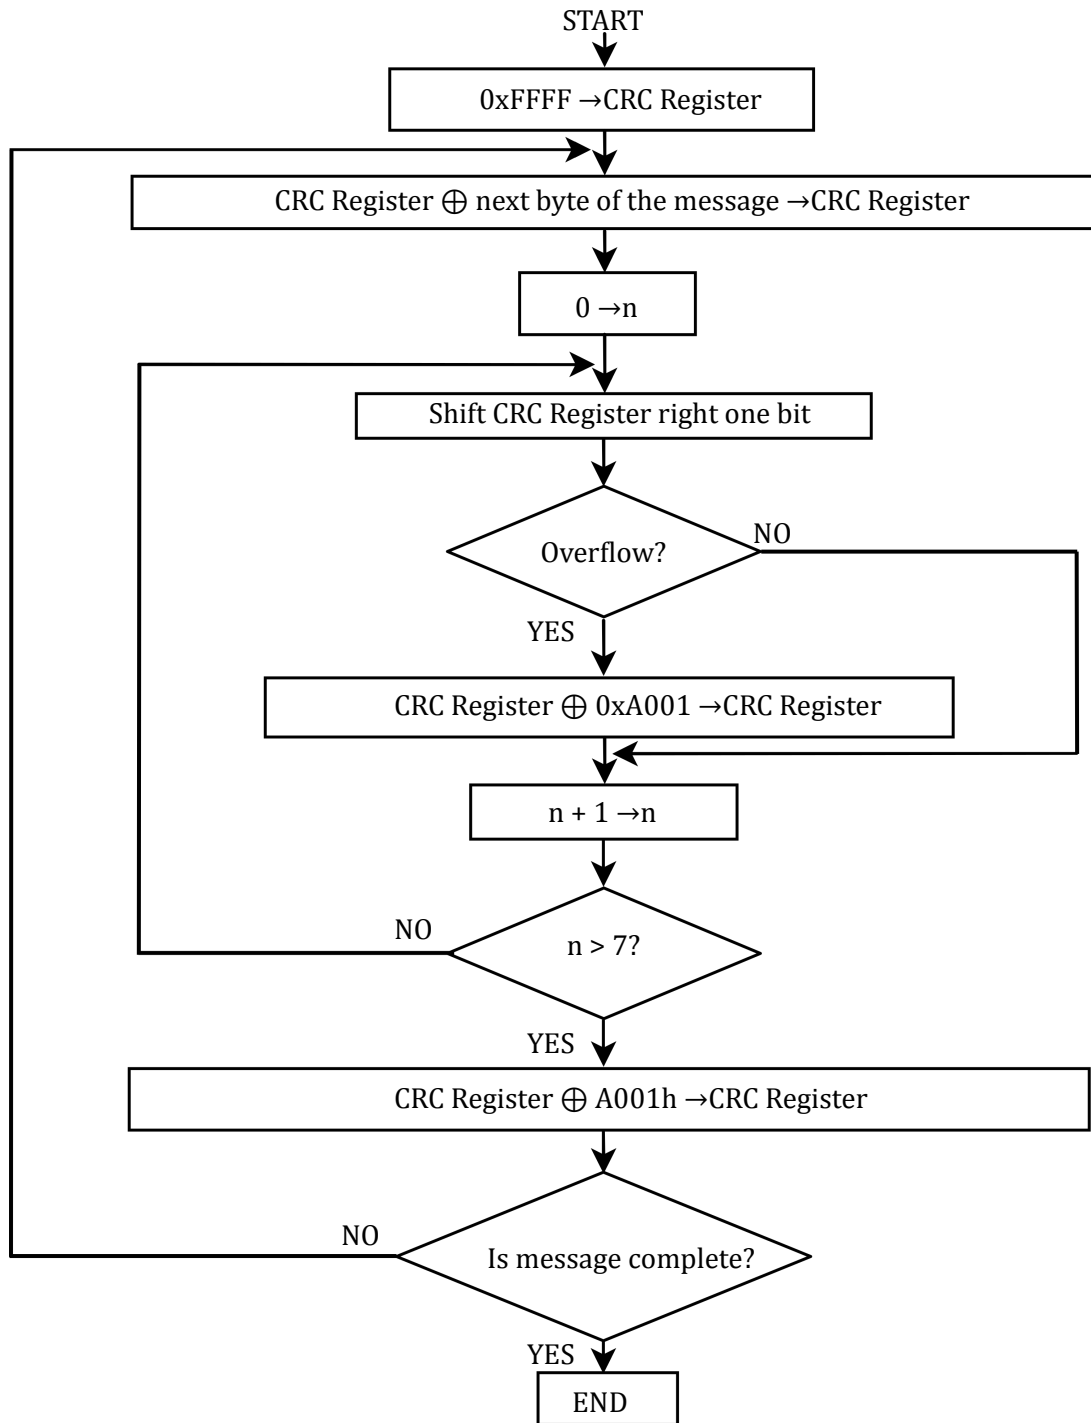 START
0xFFFF →CRC Register
CRC Register ⊕ next byte of the message →CRC Register
0 →n
Shift CRC Register right one bit
Overflow?
NO
YES
CRC Register ⊕ 0xA001 →CRC Register
n + 1 →n
NO
n > 7?
YES
CRC Register ⊕ A001h →CRC Register
NO
Is message complete?
YES
END